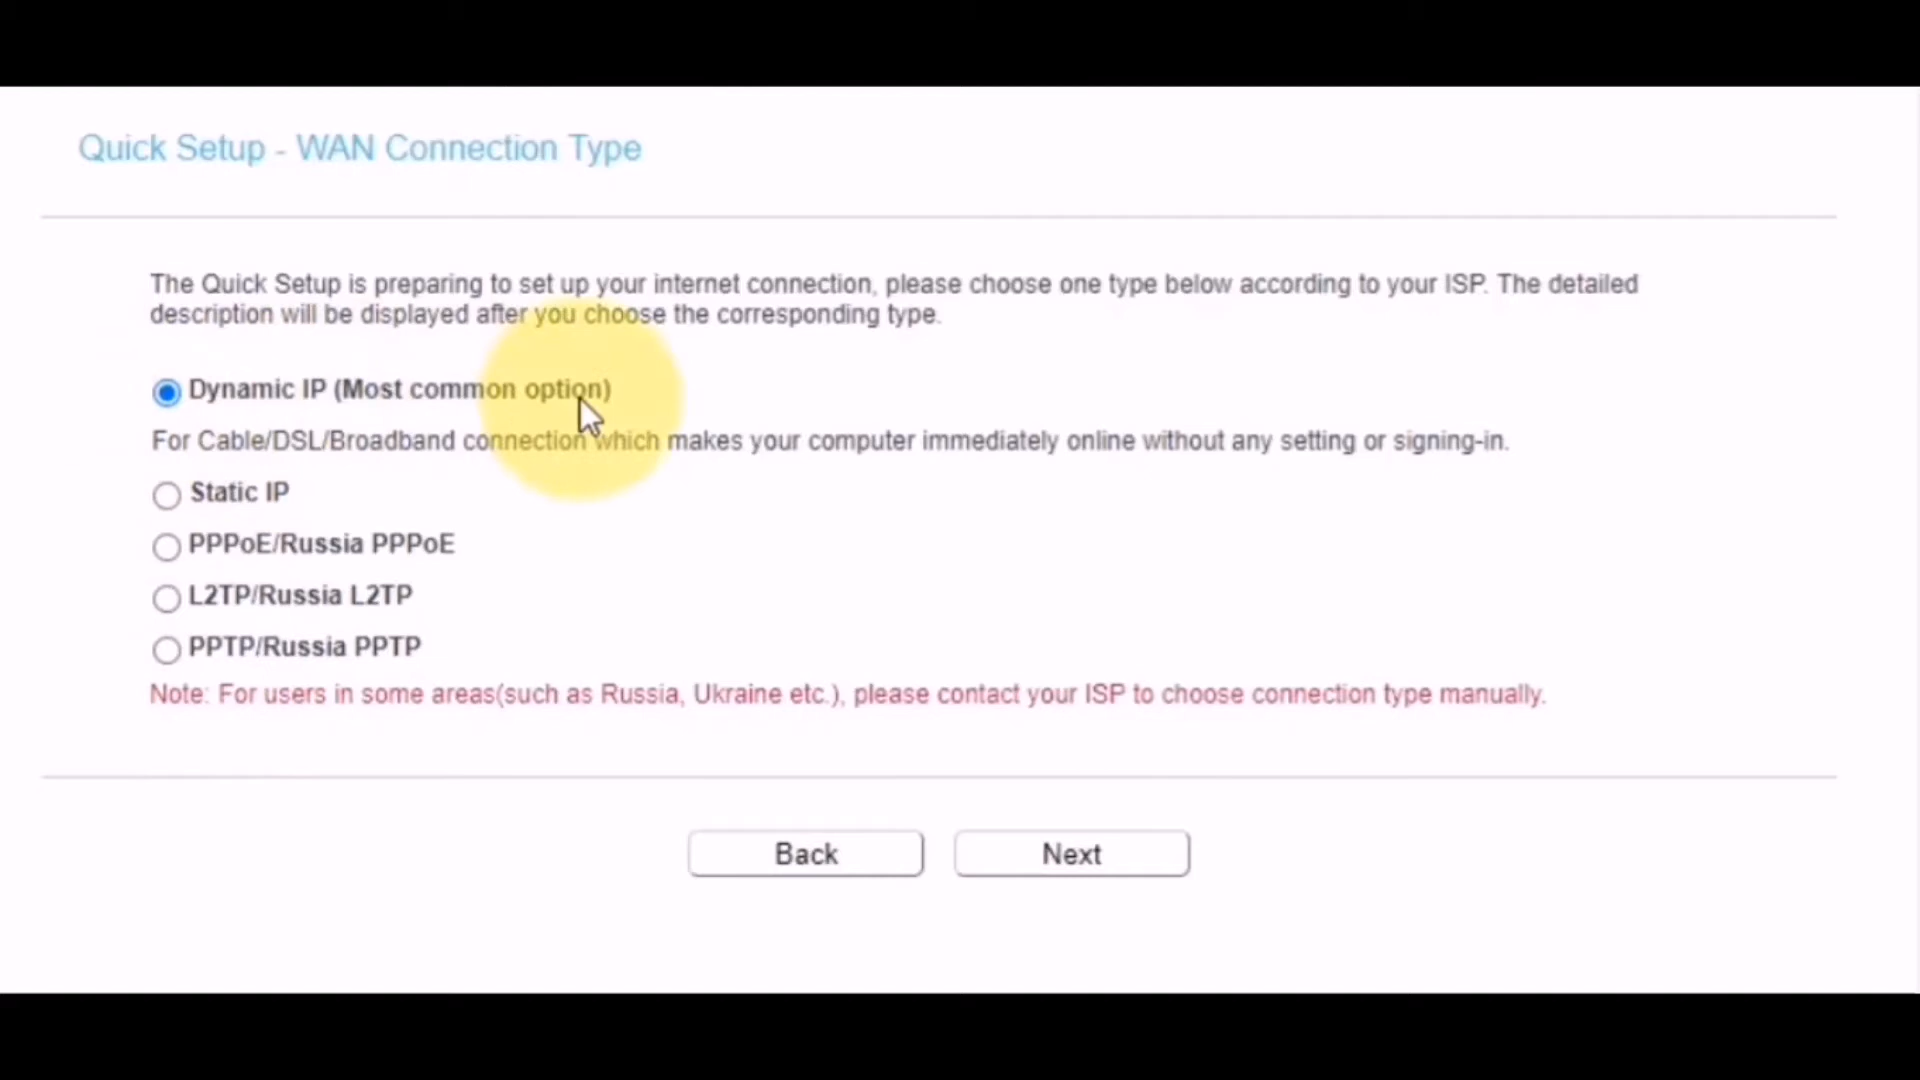 Quick Setup - WAN Connection Type
The Quick Setup is preparing to set up your internet connection, please choose one type below according to your ISP. The detailed
description will be displayed after you choose the corresponding type.
Dynamic IP (Most common option)
For Cable/DSL/Broadband connection which makes your computer immediately online without any setting or signing-in.
Static IP
PPPoE/Russia PPPoE
L2TP/Russia L2TP
PPTP/Russia PPTP
Note: For users in some areas(such as Russia, Ukraine etc.), please contact your ISP to choose connection type manually.
Back Next